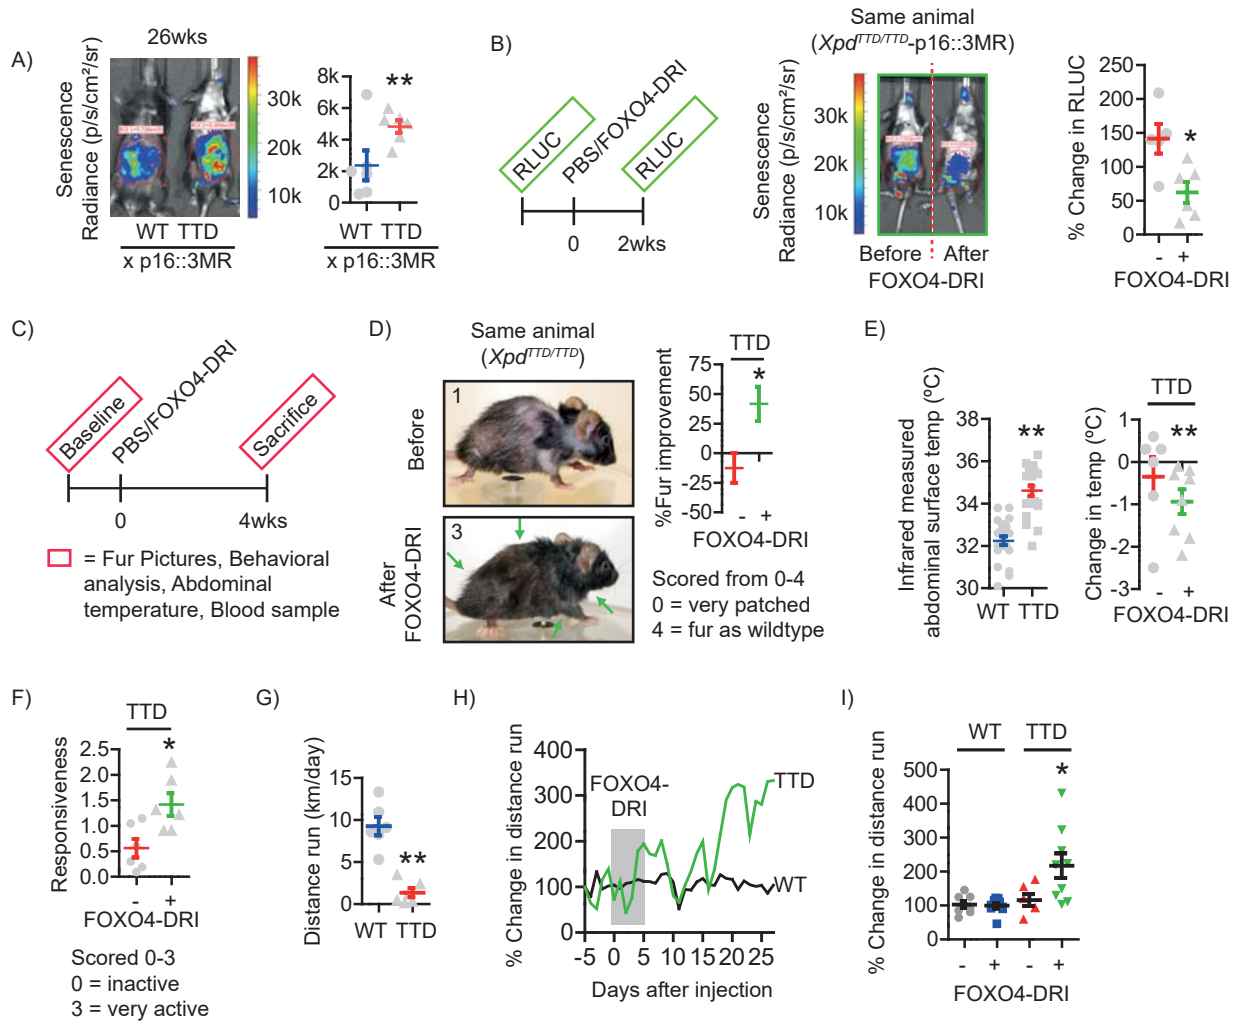 A)
26wks
Senescence
Radiance (p/s/cm²/sr)
30k
20k
10k
WT TTD
x p16::3MR
8k
6k
4k
2k
0
**
WT TTD
x p16::3MR
B)
RLUC
PBS/FOXO4-DRI
RLUC
0
2wks
Same animal
(XpdTTD/TTD-p16::3MR)
Senescence
Radiance (p/s/cm²/sr)
30k
20k
10k
Before
After
FOXO4-DRI
% Change in RLUC
250
200
150
100
50
0
*
- +
FOXO4-DRI
C)
Baseline
PBS/FOXO4-DRI
Sacrifice
0
4wks
= Fur Pictures, Behavioral
analysis, Abdominal
temperature, Blood sample
D)
Same animal
(XpdTTD/TTD)
Before
1
After
FOXO4-DRI
3
TTD
%Fur improvement
75
50
25
0
-25
-50
*
- +
FOXO4-DRI
Scored from 0-4
0 = very patched
4 = fur as wildtype
E)
Infrared measured
abdominal surface temp (ºC)
38
36
34
32
30
**
WT TTD
TTD
Change in temp (ºC)
1
0
-1
-2
-3
**
- +
FOXO4-DRI
F)
TTD
Responsiveness
2.5
2.0
1.5
1.0
0.5
0.0
*
- +
FOXO4-DRI
Scored 0-3
0 = inactive
3 = very active
G)
Distance run (km/day)
15
10
5
0
**
WT TTD
H)
% Change in distance run
400
300
200
100
0
FOXO4-
DRI
TTD
WT
-5 0 5 10 15 20 25
Days after injection
I)
WT TTD
% Change in distance run
500
400
300
200
100
0
*
- + - +
FOXO4-DRI